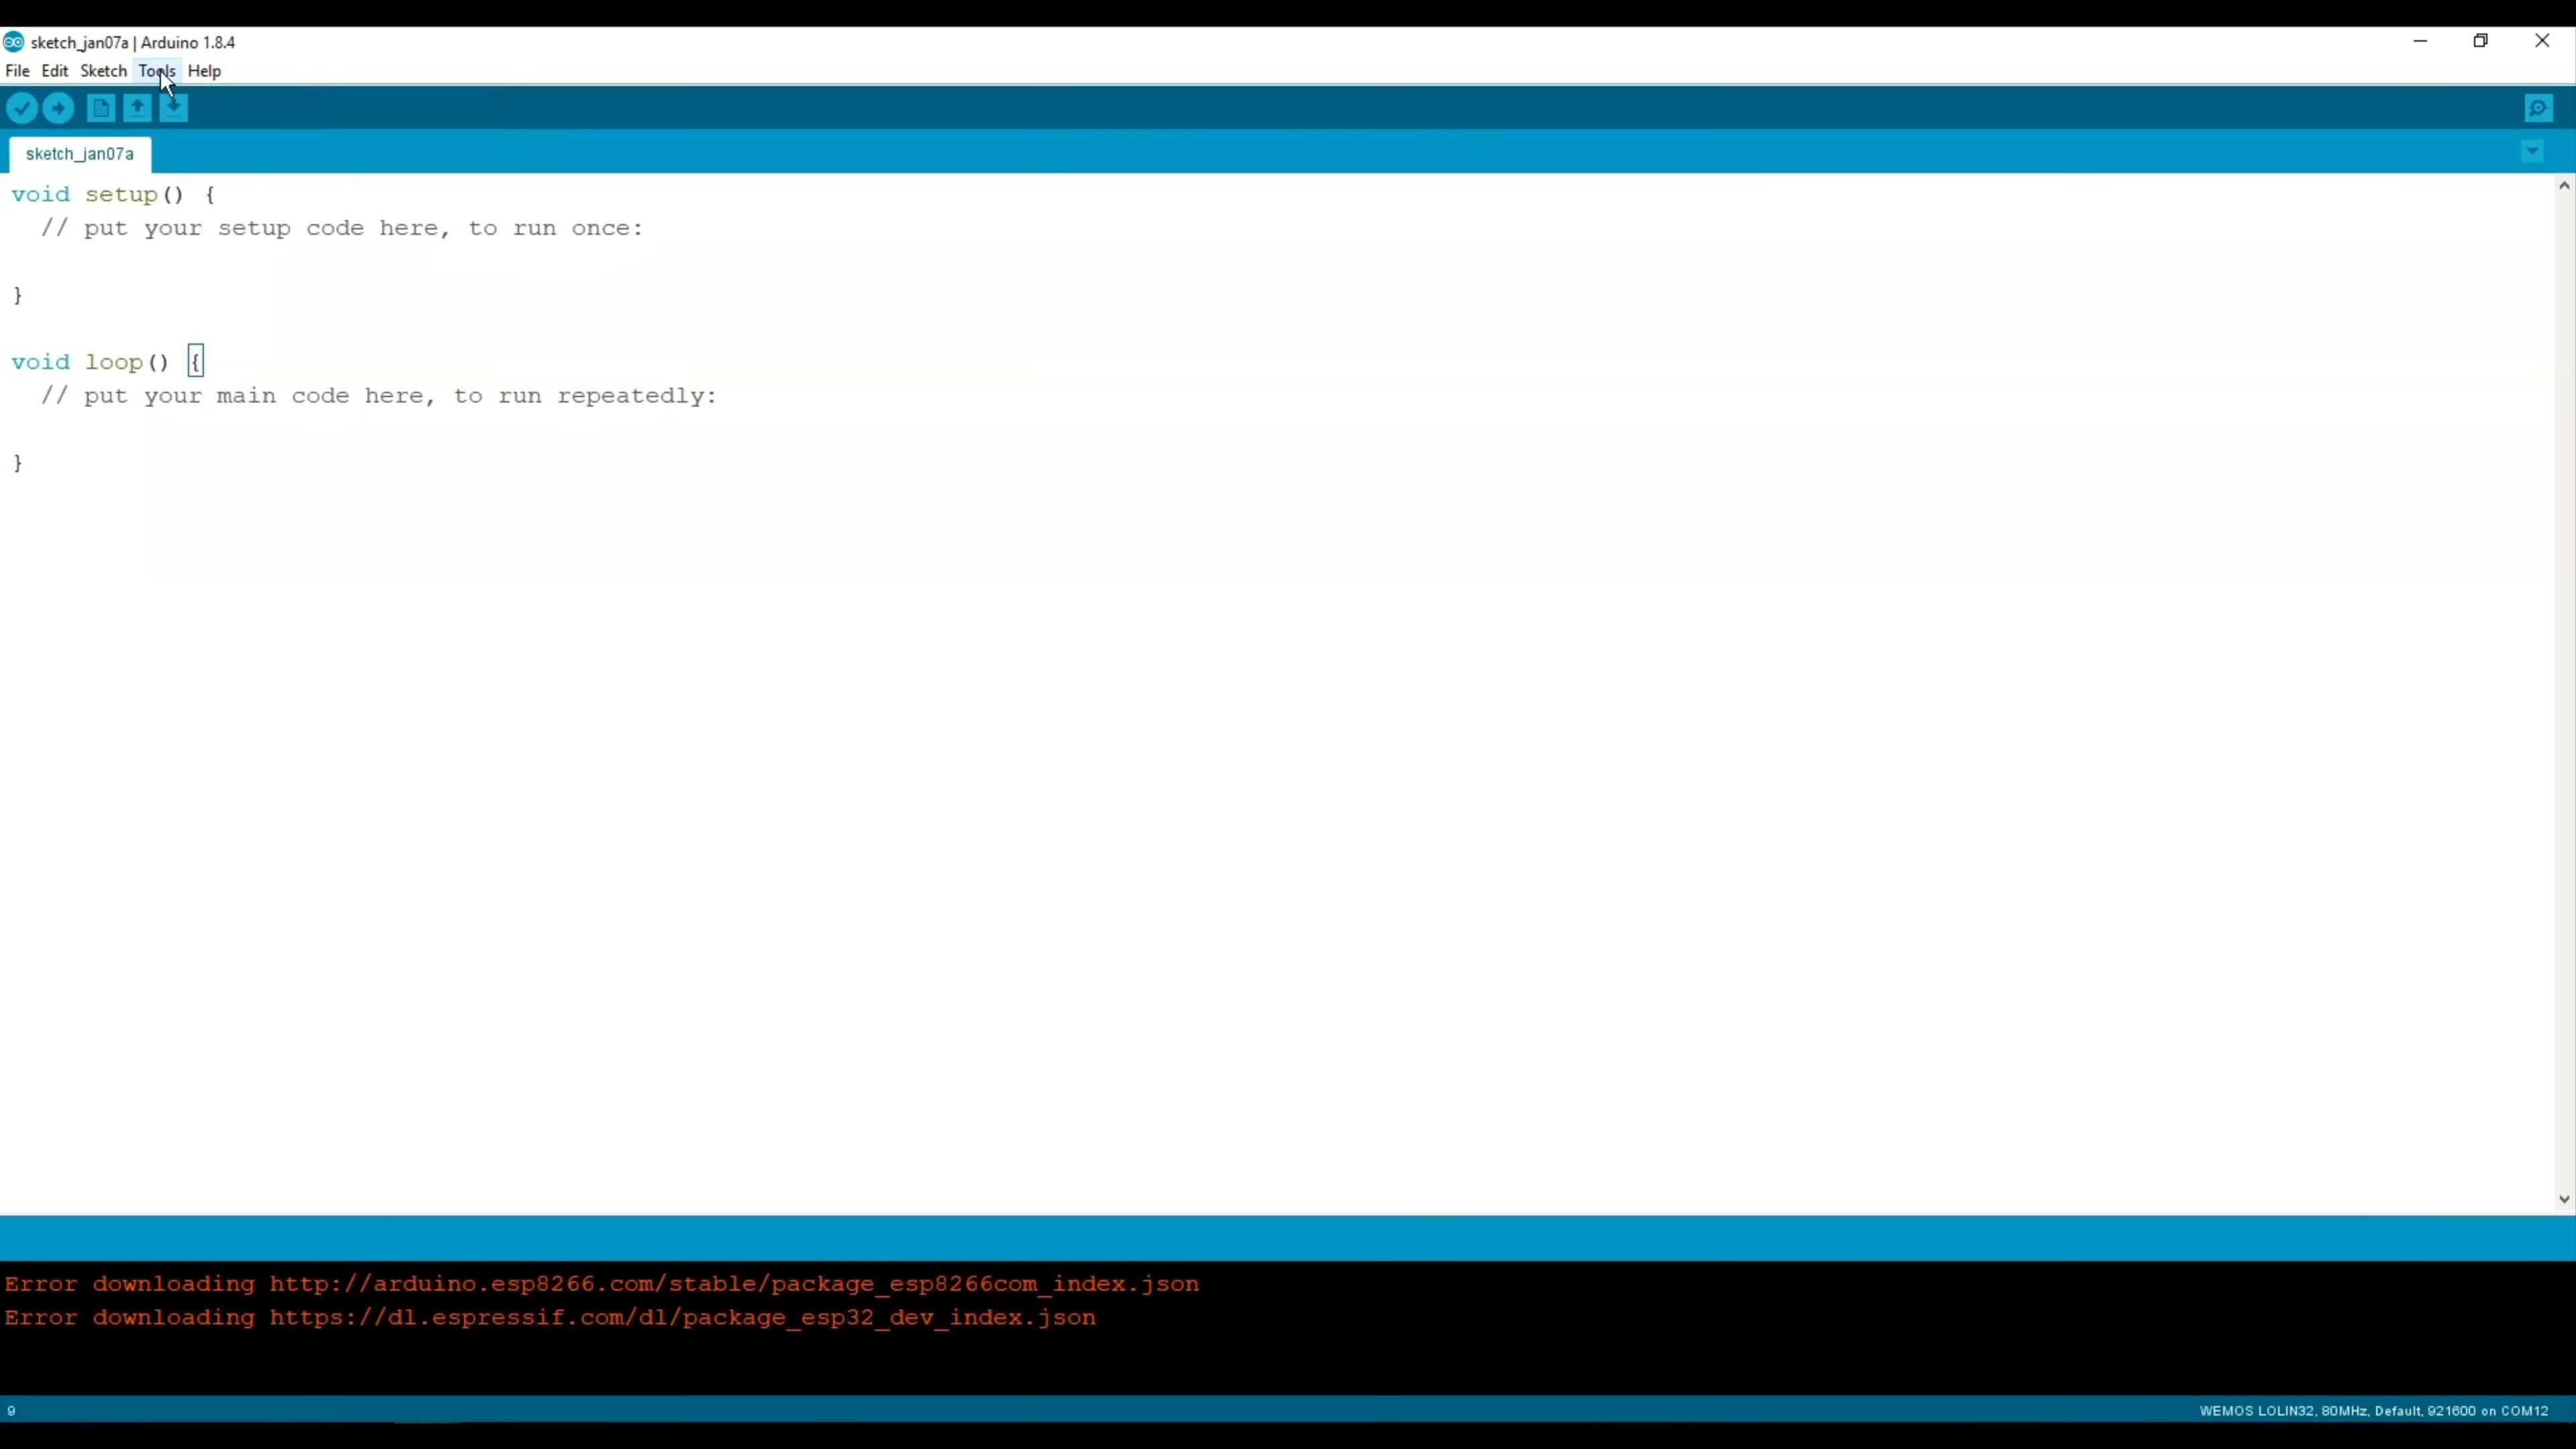 sketch_jan07a | Arduino 1.8.4
File Edit Sketch Tools Help
sketch_jan07a
void setup() {
// put your setup code here, to run once:
}
void loop() {
// put your main code here, to run repeatedly:
}
Error downloading http://arduino.esp8266.com/stable/package_esp8266com_index.json
Error downloading https://dl.espressif.com/dl/package_esp32_dev_index.json
9
WEMOS LOLIN32, 80MHz, Default, 921600 on COM12